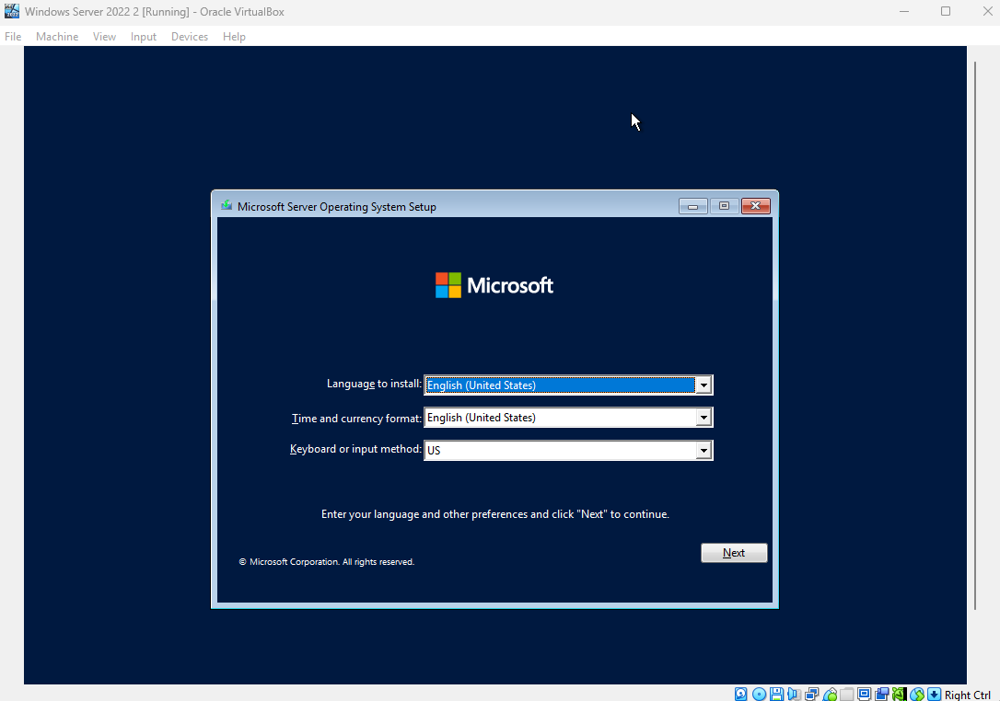 Windows Server 2022 2 [Running] - Oracle VirtualBox
File Machine View Input Devices Help
Microsoft Server Operating System Setup
Microsoft
Language to install: English (United States)
Time and currency format: English (United States)
Keyboard or input method: US
Enter your language and other preferences and click "Next" to continue.
Next
© Microsoft Corporation. All rights reserved.
Right Ctrl